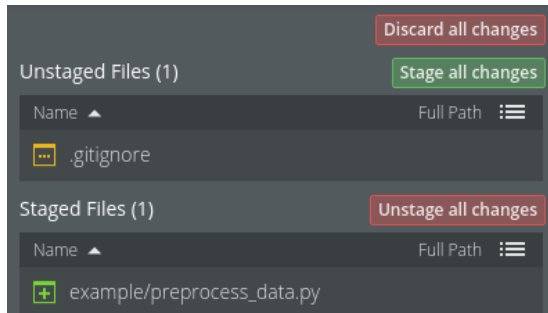 Discard all changes
Unstaged Files (1) Stage all changes
Name Full Path
.gitignore
Staged Files (1) Unstage all changes
Name Full Path
example/preprocess_data.py